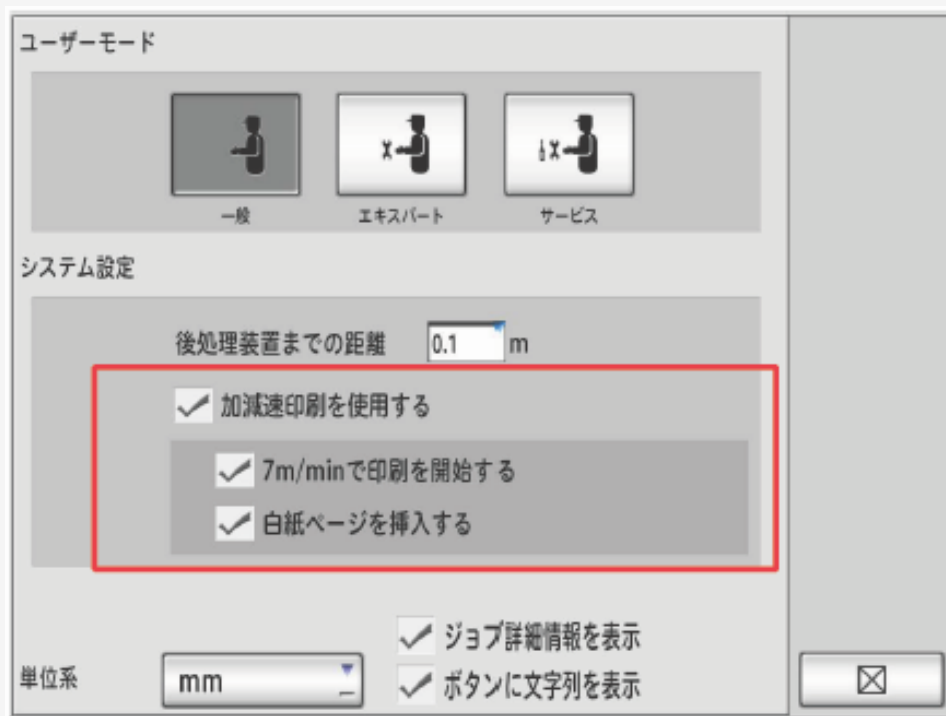 ユーザーモード
一般 エキスパート サービス
システム設定
後処理装置までの距離 0.1 m
加減速印刷を使用する
7m/minで印刷を開始する
白紙ページを挿入する
ジョブ詳細情報を表示
単位系 mm ボタンに文字列を表示